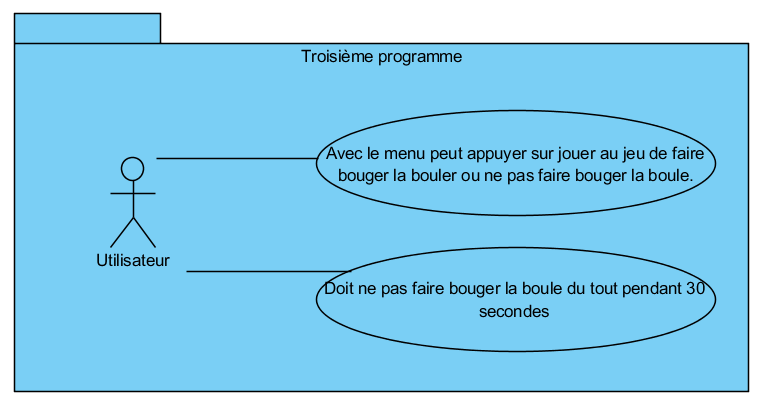 Troisième programme
Avec le menu peut appuyer sur jouer au jeu de faire
bouger la bouler ou ne pas faire bouger la boule.
Utilisateur
Doit ne pas faire bouger la boule du tout pendant 30
secondes